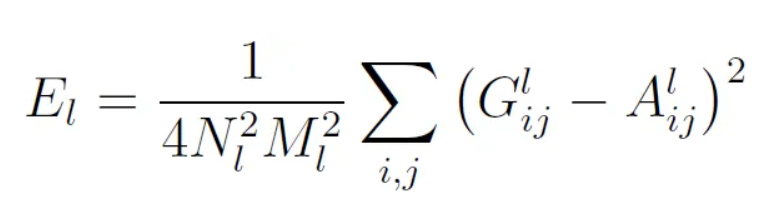 $E_l = \frac{1}{4N_l^2 M_l^2} \sum_{i,j} \left( G_{ij}^l - A_{ij}^l \right)^2$